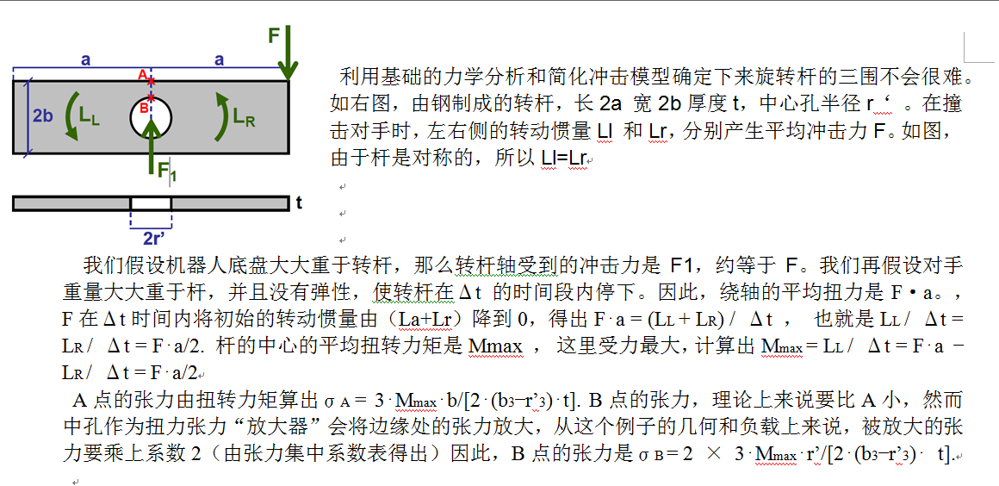 F
a
a
A
2b
LL
B
LR
F1
t
2r’
利用基础的力学分析和简化冲击模型确定下来旋转杆的三围不会很难。
如右图，由钢制成的转杆，长 2a 宽 2b 厚度 t，中心孔半径 r ‘ 。在撞
击对手时，左右侧的转动惯量 Ll 和 Lr，分别产生平均冲击力 F。如图，
由于杆是对称的，所以 Ll=Lr
我们假设机器人底盘大大重于转杆，那么转杆轴受到的冲击力是 F1，约等于 F。我们再假设对手
重量大大重于杆，并且没有弹性，使转杆在 Δt 的时间段内停下。因此，绕轴的平均扭力是 F·a。，
F 在 Δt 时间内将初始的转动惯量由（La+Lr）降到 0，得出 F·a = (LL + LR) / Δt ， 也就是 LL / Δt =
LR / Δt = F·a/2. 杆的中心的平均扭转力矩是 Mmax ， 这里受力最大，计算出 Mmax = LL / Δt = F·a −
LR / Δt = F·a/2
A 点的张力由扭转力矩算出 σ A = 3·Mmax·b/[2·(b3−r’3)·t]. B 点的张力，理论上来说要比 A 小，然而
中孔作为扭力张力“放大器”会将边缘处的张力放大，从这个例子的几何和负载上来说，被放大的张
力要乘上系数 2（由张力集中系数表得出）因此，B 点的张力是 σ B = 2 × 3·Mmax·r’/[2·(b3−r’3)· t].